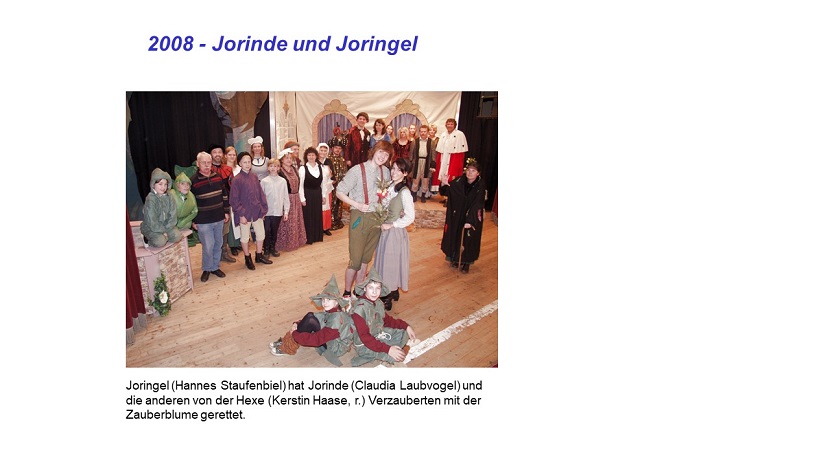 2008 - Jorinde und Joringel
Joringel (Hannes Staufenbiel) hat Jorinde (Claudia Laubvogel) und
die anderen von der Hexe (Kerstin Haase, r.) Verzauberten mit der
Zauberblume gerettet.